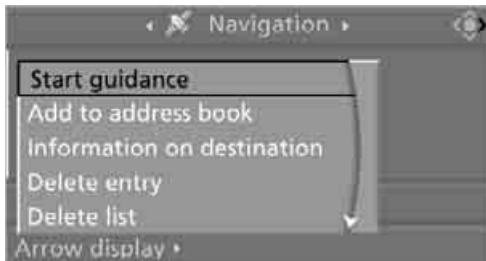 Navigation
Start guidance
Add to address book
Information on destination
Delete entry
Delete list
Arrow display